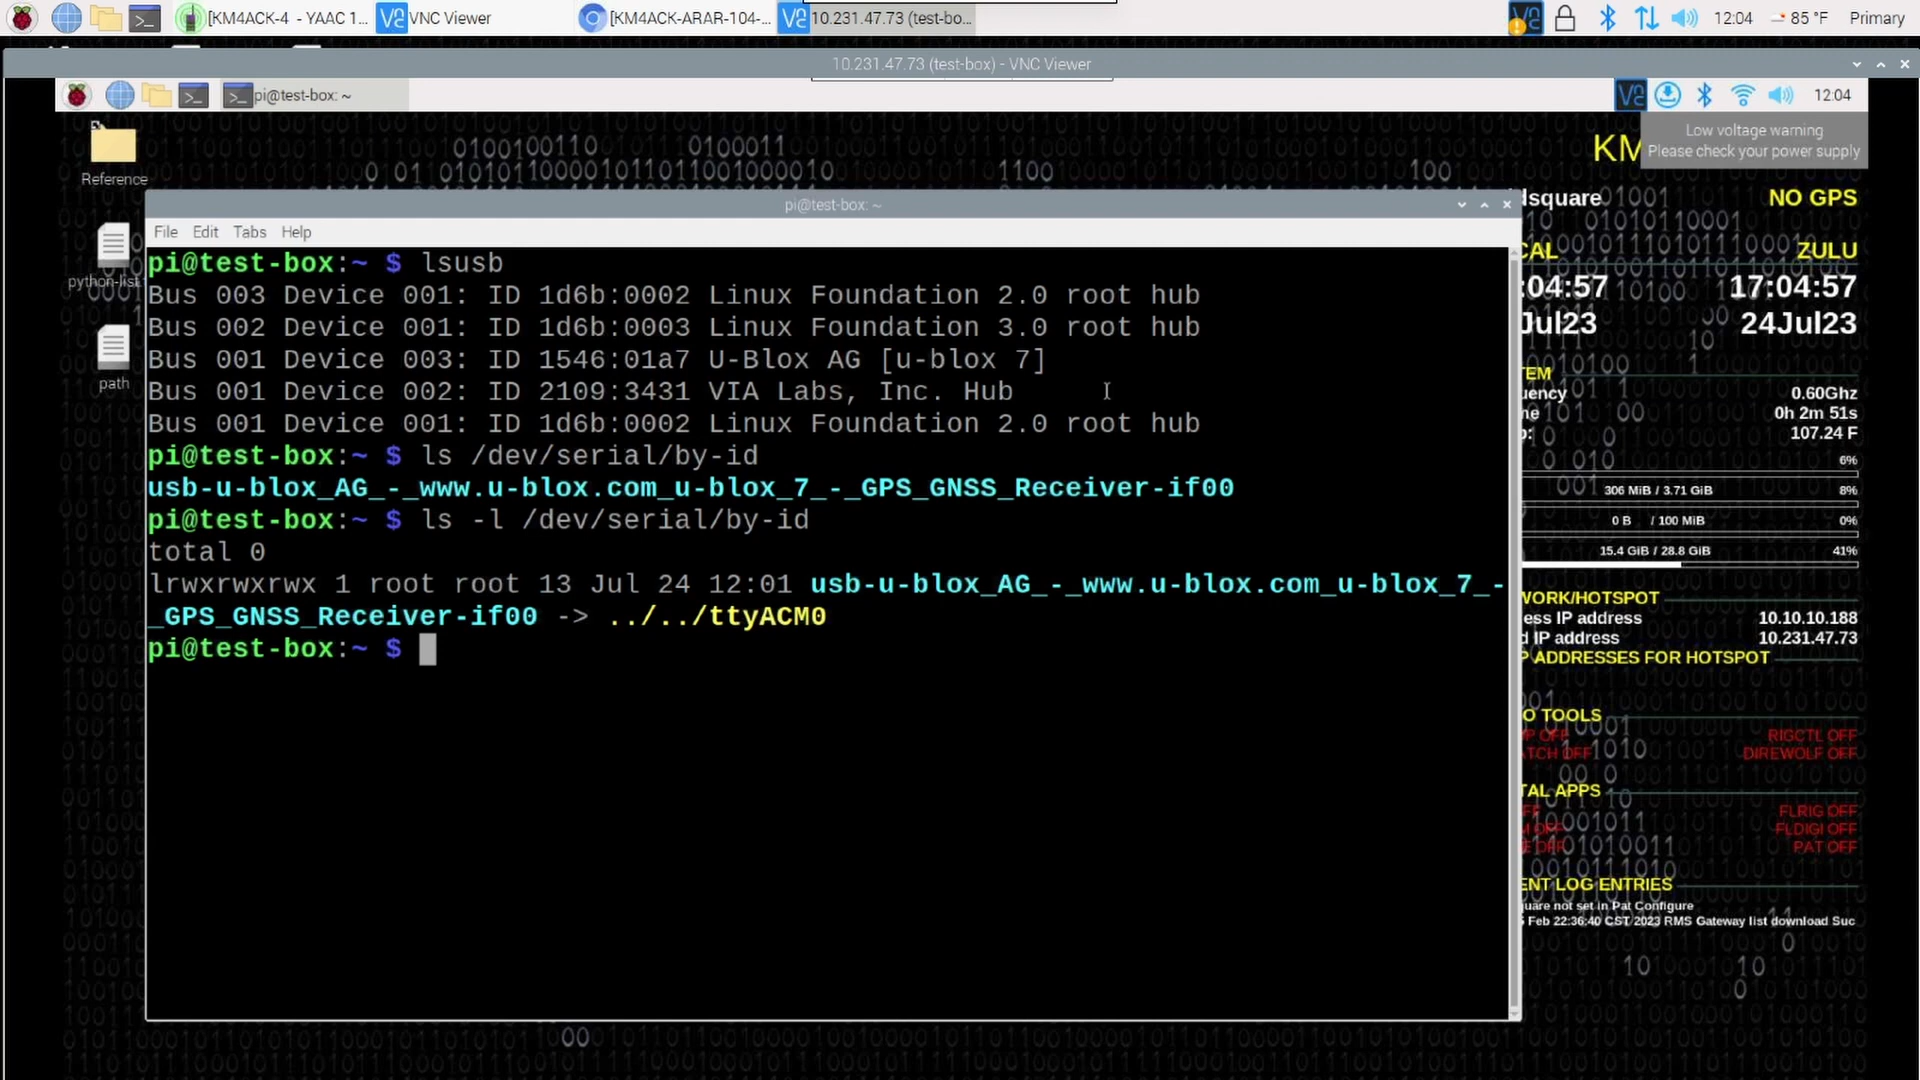 [KM4ACK-4 - YAAC 1...
VNC Viewer
[KM4ACK-ARAR-104-...
10.231.47.73 (test-bo...
12:04
85 °F
Primary
10.231.47.73 (test-box) - VNC Viewer
pi@test-box: ~
12:04
Low voltage warning
Please check your power supply
Reference
python-list
path
KM
pi@test-box: ~
File Edit Tabs Help
pi@test-box:~ $ lsusb
Bus 003 Device 001: ID 1d6b:0002 Linux Foundation 2.0 root hub
Bus 002 Device 001: ID 1d6b:0003 Linux Foundation 3.0 root hub
Bus 001 Device 003: ID 1546:01a7 U-Blox AG [u-blox 7]
Bus 001 Device 002: ID 2109:3431 VIA Labs, Inc. Hub
Bus 001 Device 001: ID 1d6b:0002 Linux Foundation 2.0 root hub
pi@test-box:~ $ ls /dev/serial/by-id
usb-u-blox_AG_-_www.u-blox.com_u-blox_7_-_GPS_GNSS_Receiver-if00
pi@test-box:~ $ ls -l /dev/serial/by-id
total 0
lrwxrwxrwx 1 root root 13 Jul 24 12:01 usb-u-blox_AG_-_www.u-blox.com_u-blox_7_-
_GPS_GNSS_Receiver-if00 -> ../../ttyACM0
pi@test-box:~ $
dsquare NO GPS
CAL ZULU
:04:57 17:04:57
Jul23 24Jul23
TEM
uency 0.60Ghz
me 0h 2m 51s
p: 107.24 F
6%
306 MiB / 3.71 GiB 8%
0 B / 100 MiB 0%
15.4 GiB / 28.8 GiB 41%
WORK/HOTSPOT
ess IP address 10.10.10.188
d IP address 10.231.47.73
P ADDRESSES FOR HOTSPOT
O TOOLS
P OFF RIGCTL OFF
TCH OFF DIREWOLF OFF
TAL APPS
FF FLRIG OFF
M OFF FLDIGI OFF
E OFF PAT OFF
ENT LOG ENTRIES
uare not set in Pat Configure
5 Feb 22:36:40 CST 2023 RMS Gateway list download Suc